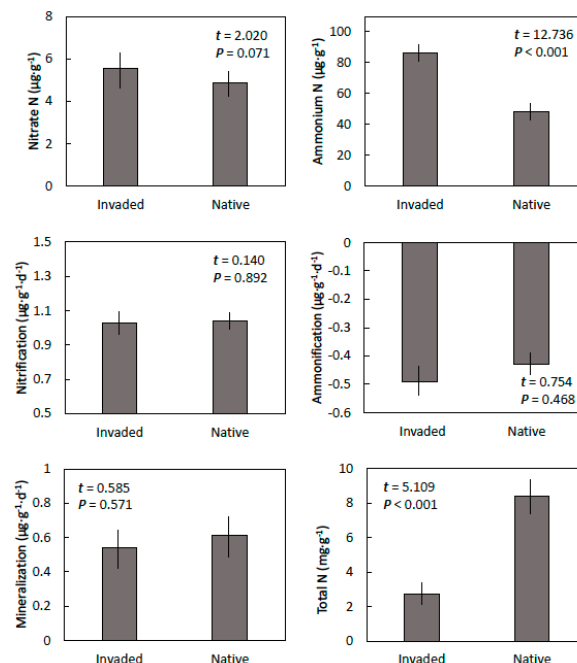 Nitrate N (µg·g⁻¹)
8
6
4
2
0
t = 2.020
P = 0.071
Invaded Native
Ammonium N (µg·g⁻¹)
100
80
60
40
20
0
t = 12.736
P < 0.001
Invaded Native
Nitrification (µg·g⁻¹·d⁻¹)
1.5
1.3
1.1
0.9
0.7
0.5
t = 0.140
P = 0.892
Invaded Native
Ammonification (µg·g⁻¹·d⁻¹)
0
-0.1
-0.2
-0.3
-0.4
-0.5
-0.6
t = 0.754
P = 0.468
Invaded Native
Mineralization (µg·g⁻¹·d⁻¹)
1
0.8
0.6
0.4
0.2
0
t = 0.585
P = 0.571
Invaded Native
Total N (mg·g⁻¹)
10
8
6
4
2
0
t = 5.109
P < 0.001
Invaded Native